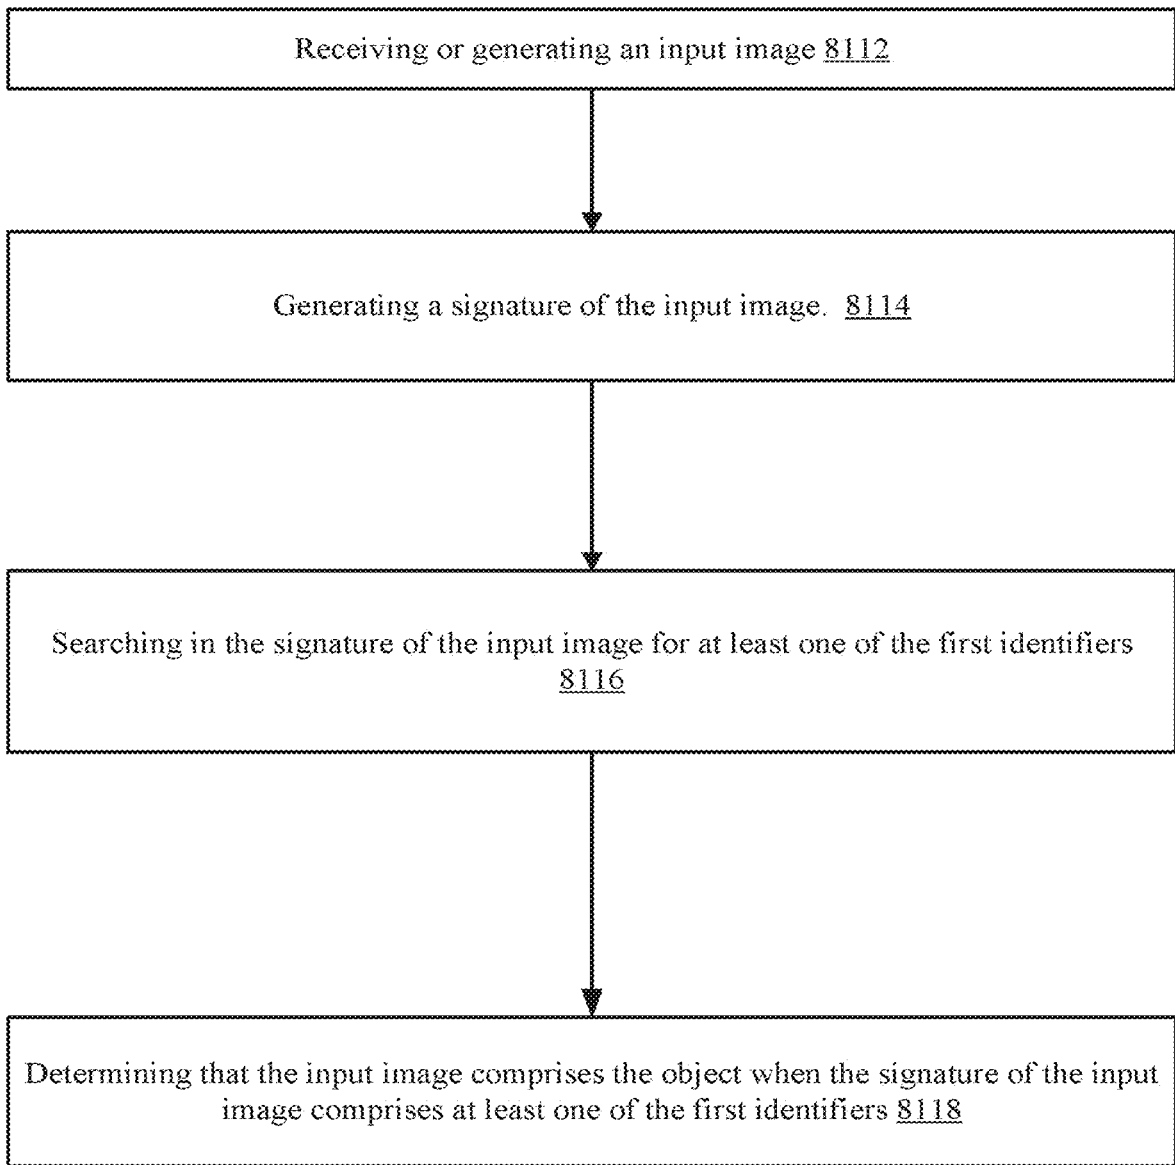 Receiving or generating an input image 8112
Generating a signature of the input image. 8114
Searching in the signature of the input image for at least one of the first identifiers
8116
Determining that the input image comprises the object when the signature of the input
image comprises at least one of the first identifiers 8118